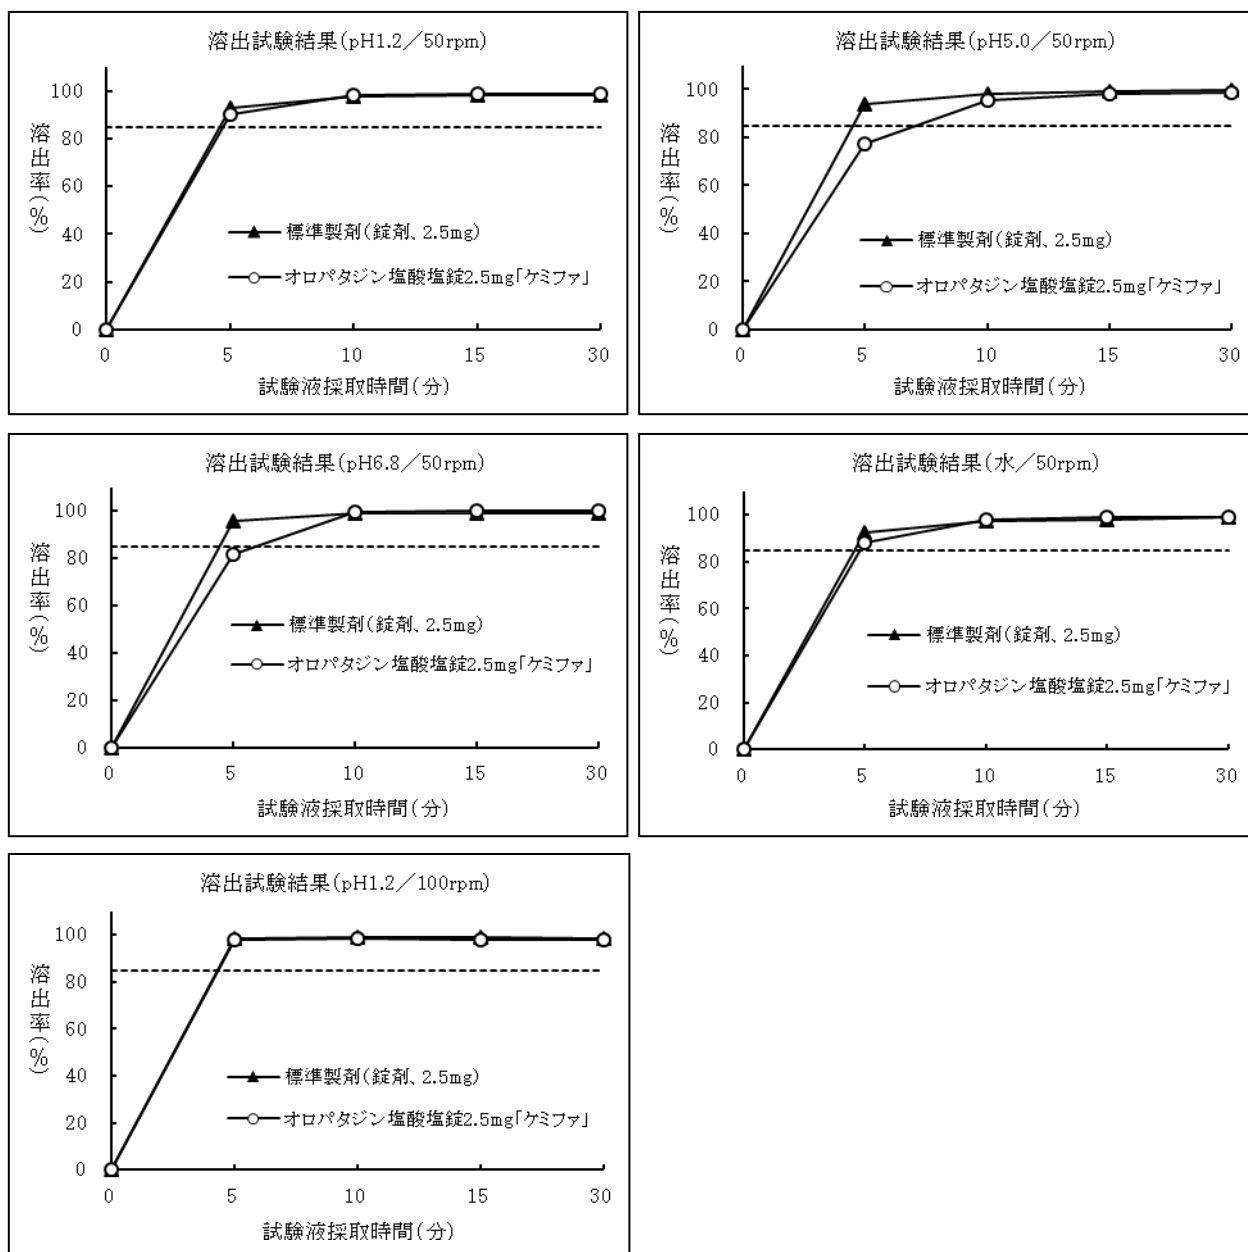 溶出試験結果(pH1.2／50rpm)
100
80
60
40
20
0
溶出率(%)
標準製剤(錠剤、2.5mg)
オロパタジン塩酸塩錠2.5mg「ケミファ」
0 5 10 15 30
試験液採取時間(分)
溶出試験結果(pH5.0／50rpm)
100
80
60
40
20
0
溶出率(%)
標準製剤(錠剤、2.5mg)
オロパタジン塩酸塩錠2.5mg「ケミファ」
0 5 10 15 30
試験液採取時間(分)
溶出試験結果(pH6.8／50rpm)
100
80
60
40
20
0
溶出率(%)
標準製剤(錠剤、2.5mg)
オロパタジン塩酸塩錠2.5mg「ケミファ」
0 5 10 15 30
試験液採取時間(分)
溶出試験結果(水／50rpm)
100
80
60
40
20
0
溶出率(%)
標準製剤(錠剤、2.5mg)
オロパタジン塩酸塩錠2.5mg「ケミファ」
0 5 10 15 30
試験液採取時間(分)
溶出試験結果(pH1.2／100rpm)
100
80
60
40
20
0
溶出率(%)
標準製剤(錠剤、2.5mg)
オロパタジン塩酸塩錠2.5mg「ケミファ」
0 5 10 15 30
試験液採取時間(分)